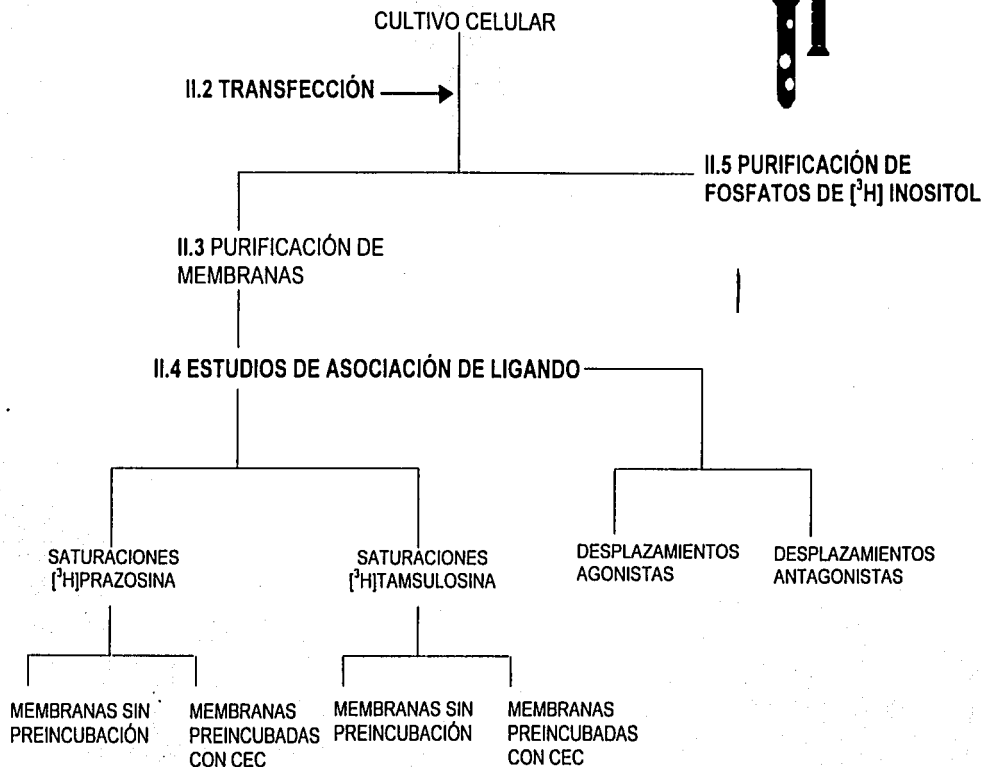 CULTIVO CELULAR
II.2 TRANSFECCIÓN
II.5 PURIFICACIÓN DE
FOSFATOS DE [³H] INOSITOL
II.3 PURIFICACIÓN DE
MEMBRANAS
II.4 ESTUDIOS DE ASOCIACIÓN DE LIGANDO
SATURACIONES
[³H]PRAZOSINA
SATURACIONES
[³H]TAMSULOSINA
DESPLAZAMIENTOS
AGONISTAS
DESPLAZAMIENTOS
ANTAGONISTAS
MEMBRANAS SIN
PREINCUBACIÓN
MEMBRANAS
PREINCUBADAS
CON CEC
MEMBRANAS SIN
PREINCUBACIÓN
MEMBRANAS
PREINCUBADAS
CON CEC